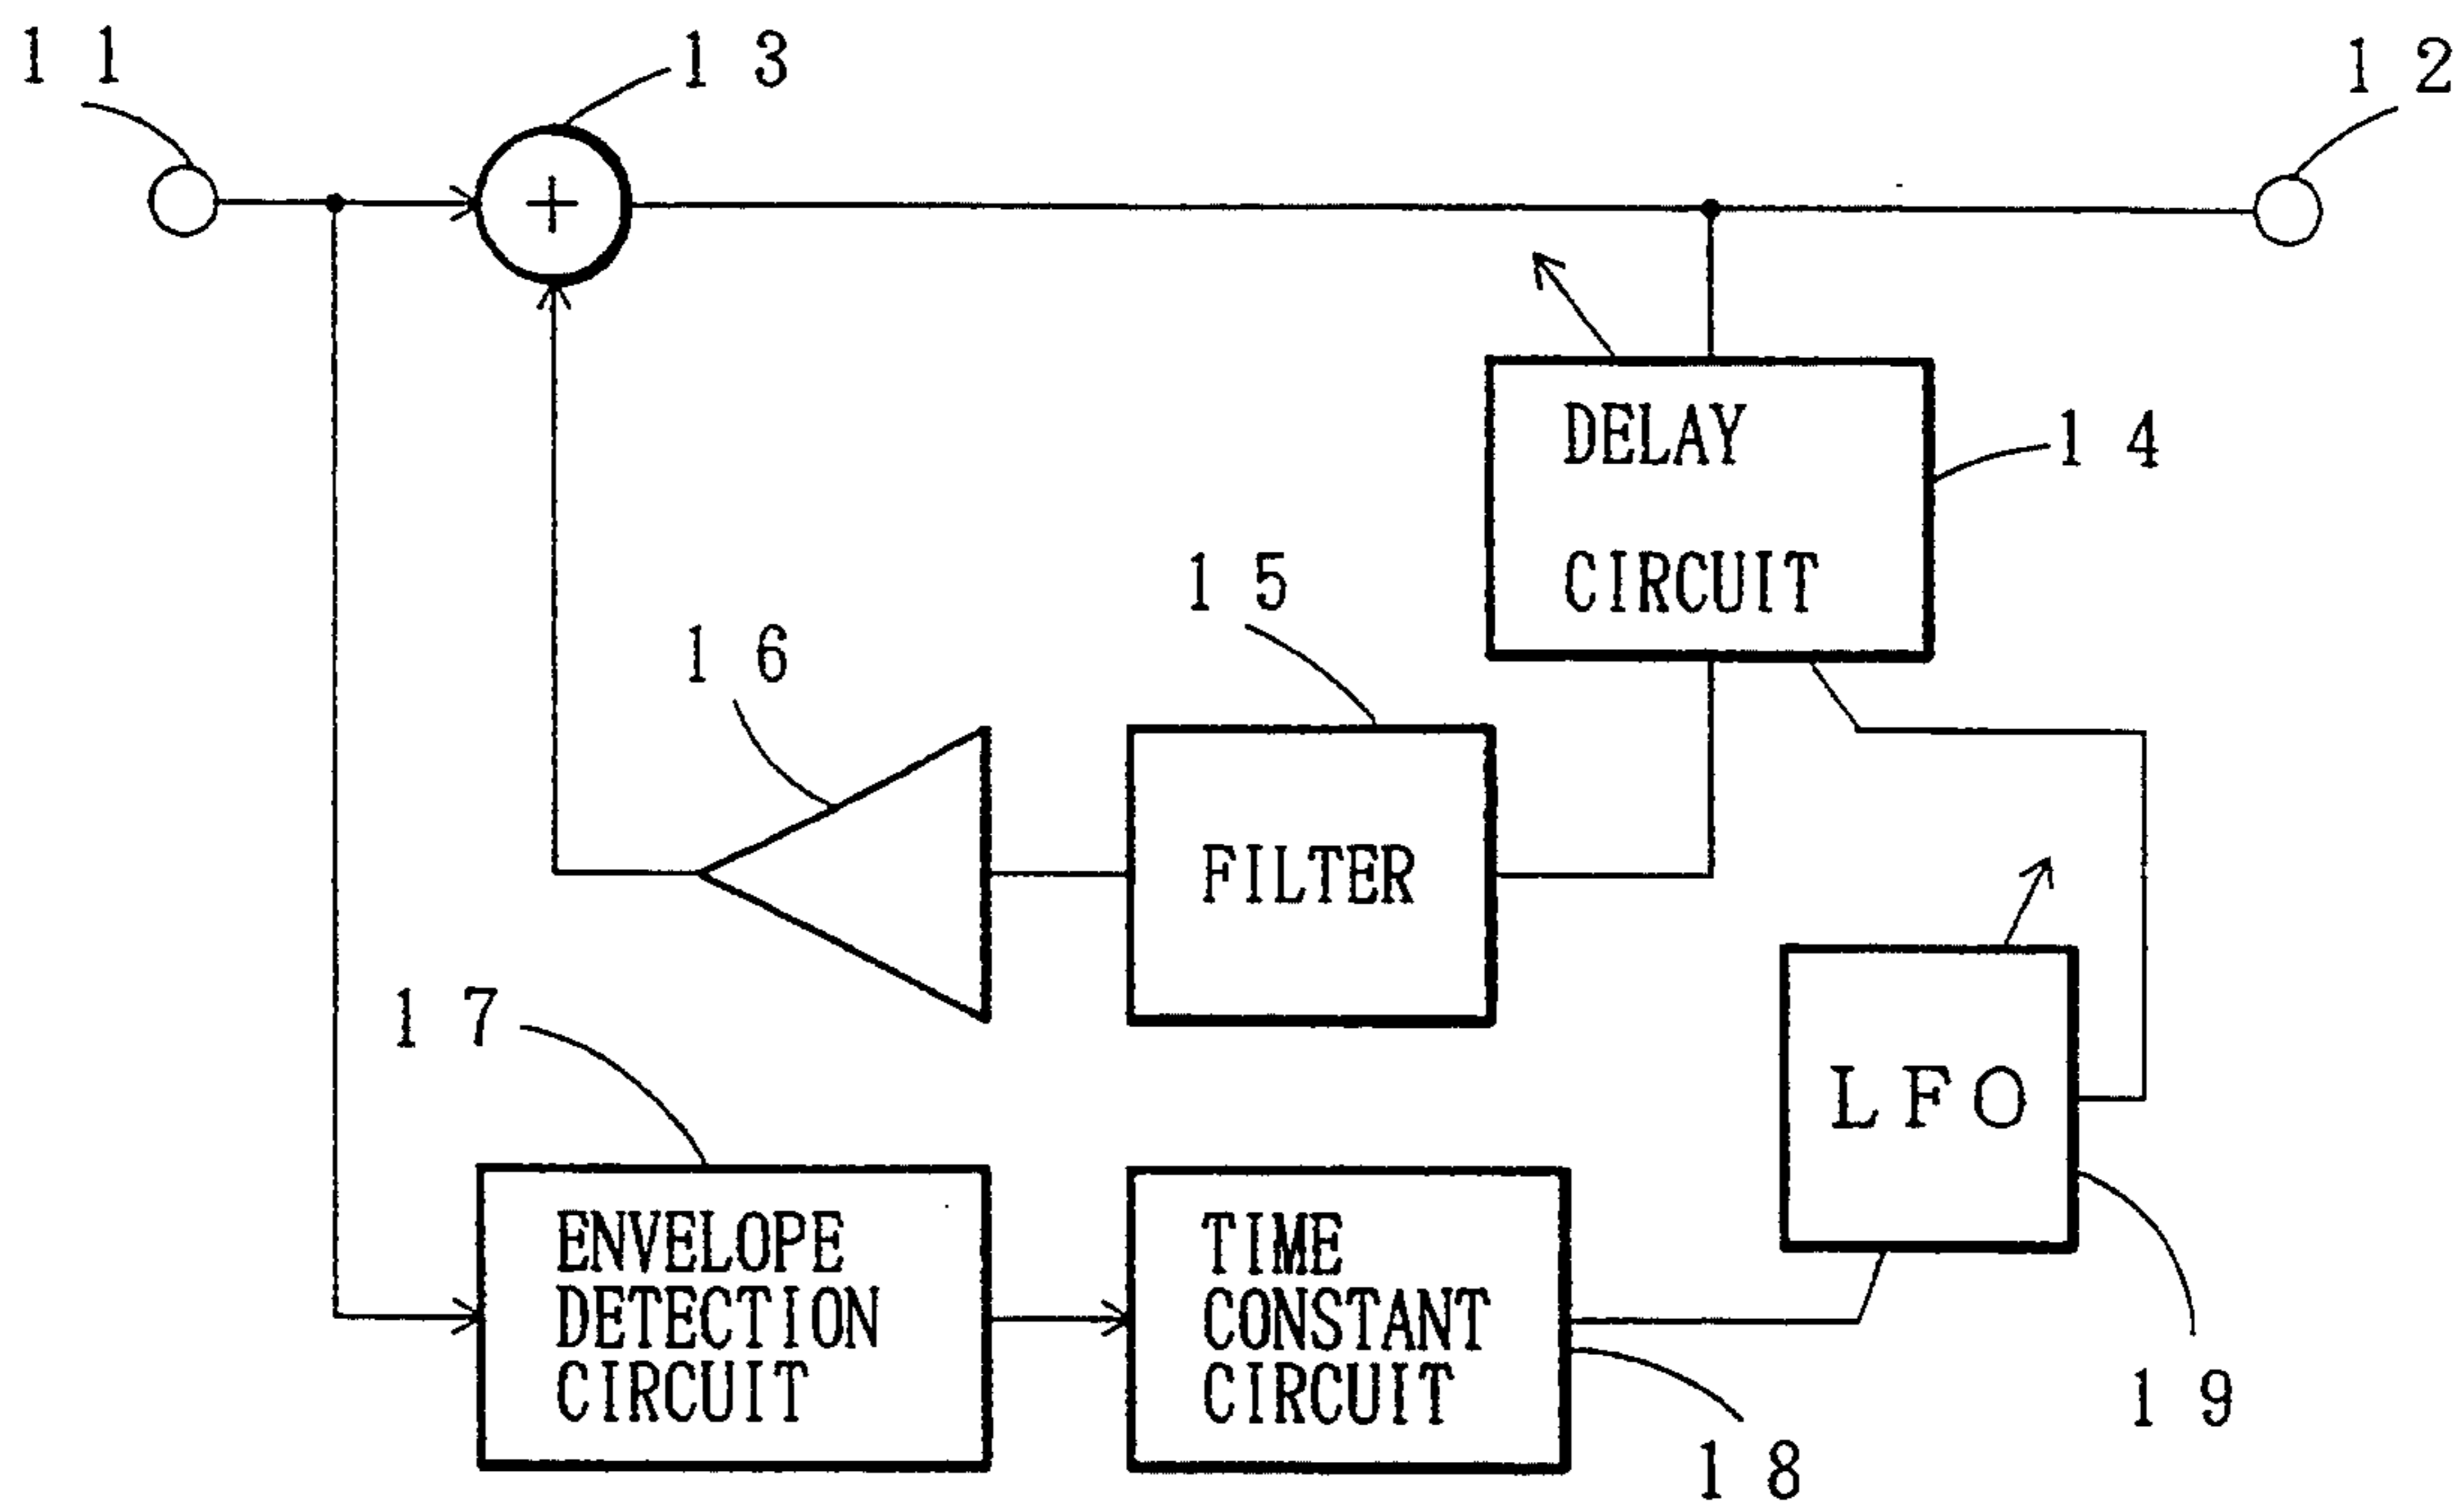 11
13
12
DELAY
CIRCUIT
14
15
16
FILTER
17
LFO
ENVELOPE
DETECTION
CIRCUIT
TIME
CONSTANT
CIRCUIT
19
18